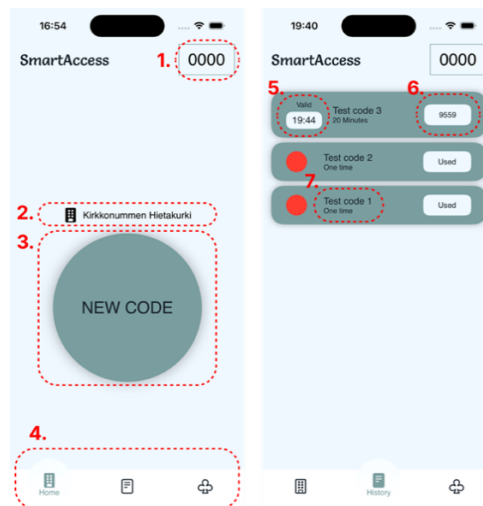 16:54
SmartAccess
1.
0000
2.
Kirkkonummen Hietakurki
3.
NEW CODE
4.
Home
19:40
SmartAccess
0000
5.
6.
Valid
19:44
Test code 3
20 Minutes
9559
Test code 2
One time
Used
7.
Test code 1
One time
Used
History